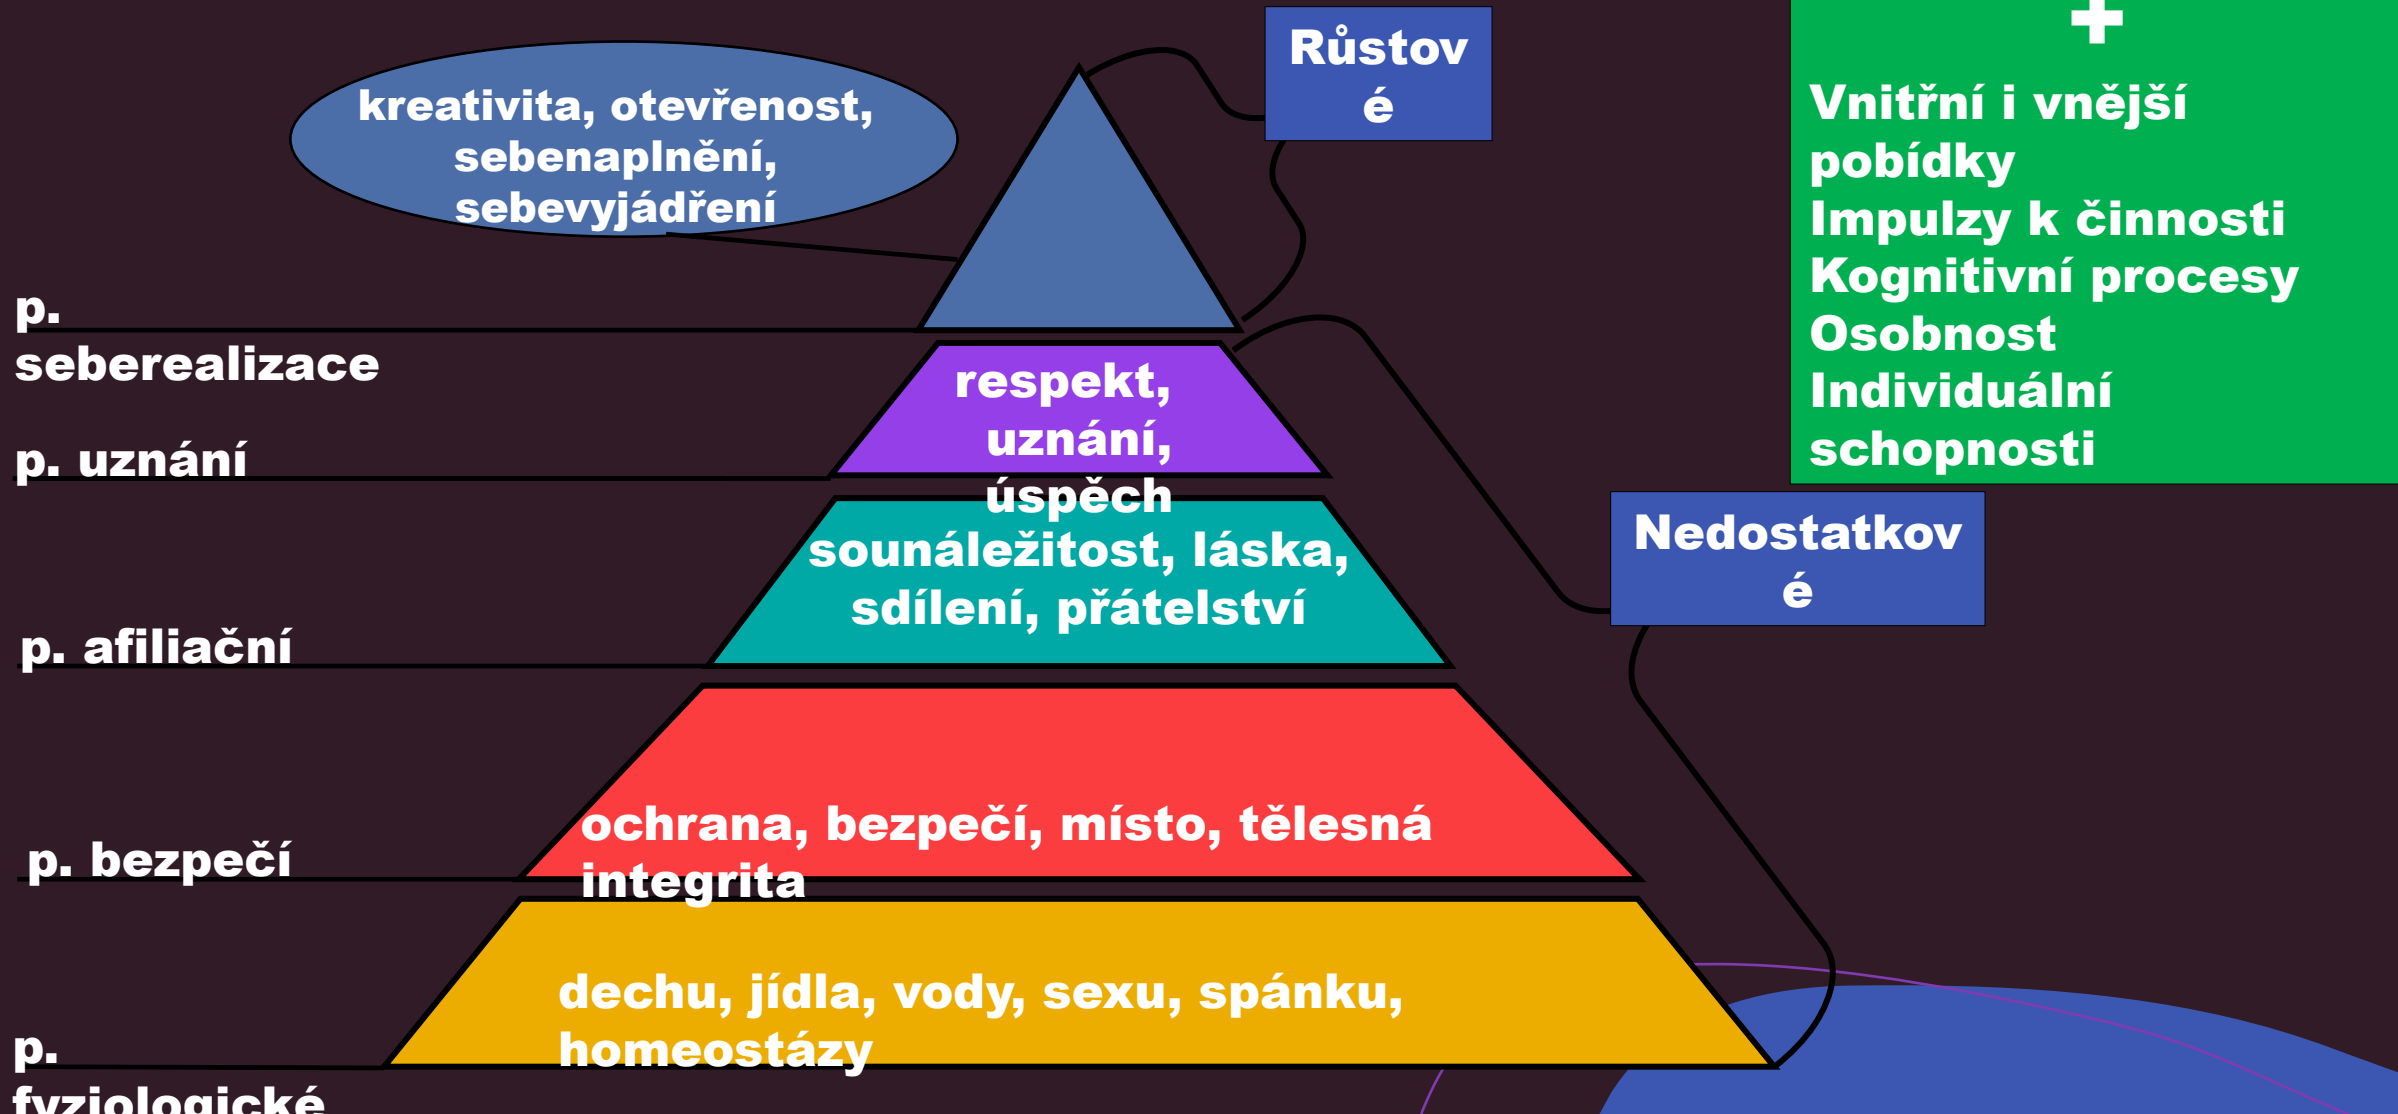 kreativita, otevřenost,
sebenaplnění,
sebevyjádření
Růstov
é
+
Vnitřní i vnější
pobídky
Impulzy k činnosti
Kognitivní procesy
Osobnost
Individuální
schopnosti
p.
seberealizace
respekt,
uznání,
úspěch
p. uznání
Nedostatkov
é
sounáležitost, láska,
sdílení, přátelství
p. afiliační
ochrana, bezpečí, místo, tělesná
integrita
p. bezpečí
dechu, jídla, vody, sexu, spánku,
homeostázy
p.
fyziologické